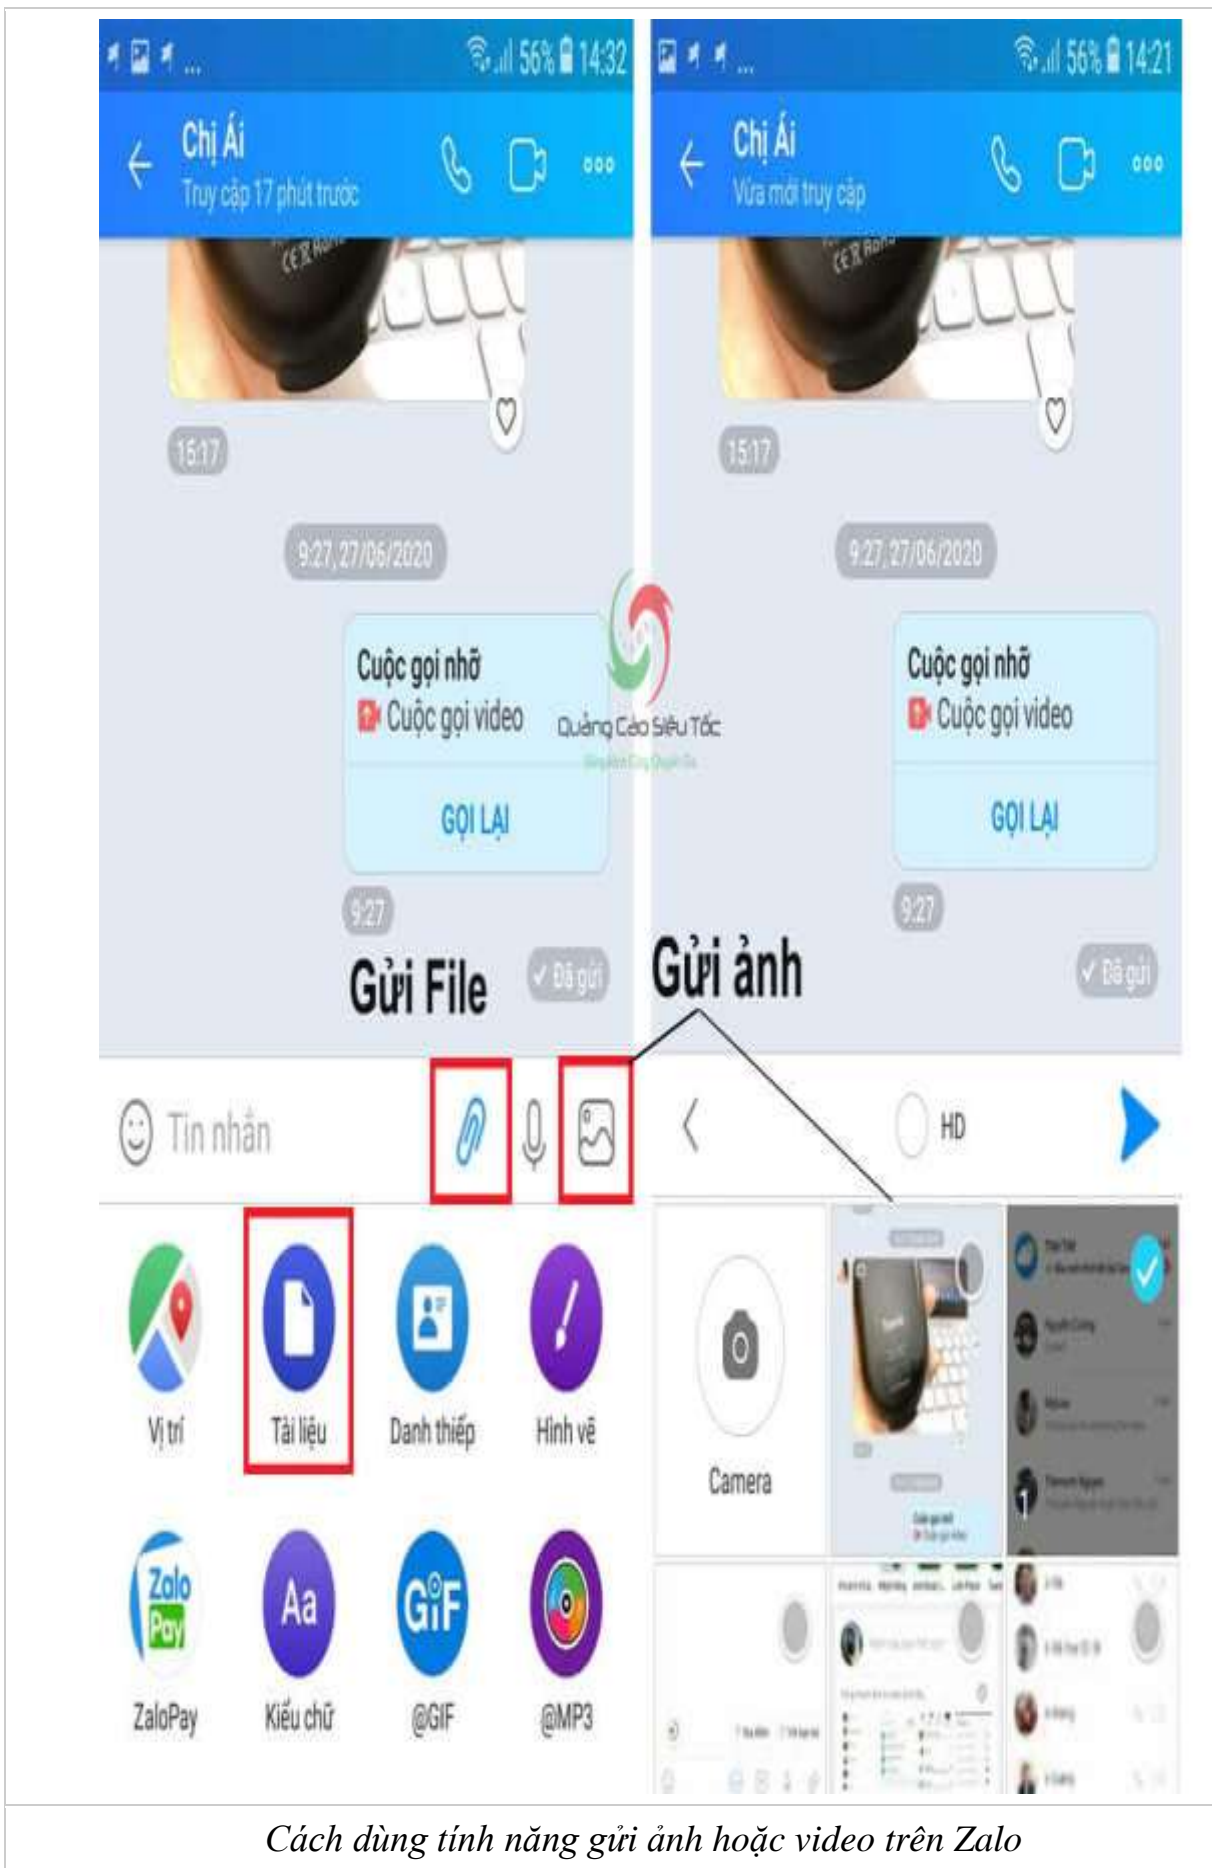 ... 56% 14:32
Chị Ái
Truy cập 17 phút trước
15:17
9:27, 27/06/2020
Cuộc gọi nhỡ
Cuộc gọi video
GỌI LẠI
9:27
Đã gửi
Gửi File
Tin nhắn
Vị trí
Tài liệu
Danh thiếp
Hình vẽ
Zalo
Pay
Aa
GIF
ZaloPay
Kiểu chữ
@GIF
@MP3
Quảng Cáo Siêu Tốc
... 56% 14:21
Chị Ái
Vừa mới truy cập
15:17
9:27, 27/06/2020
Cuộc gọi nhỡ
Cuộc gọi video
GỌI LẠI
9:27
Đã gửi
Gửi ảnh
HD
Camera
1
Cách dùng tính năng gửi ảnh hoặc video trên Zalo